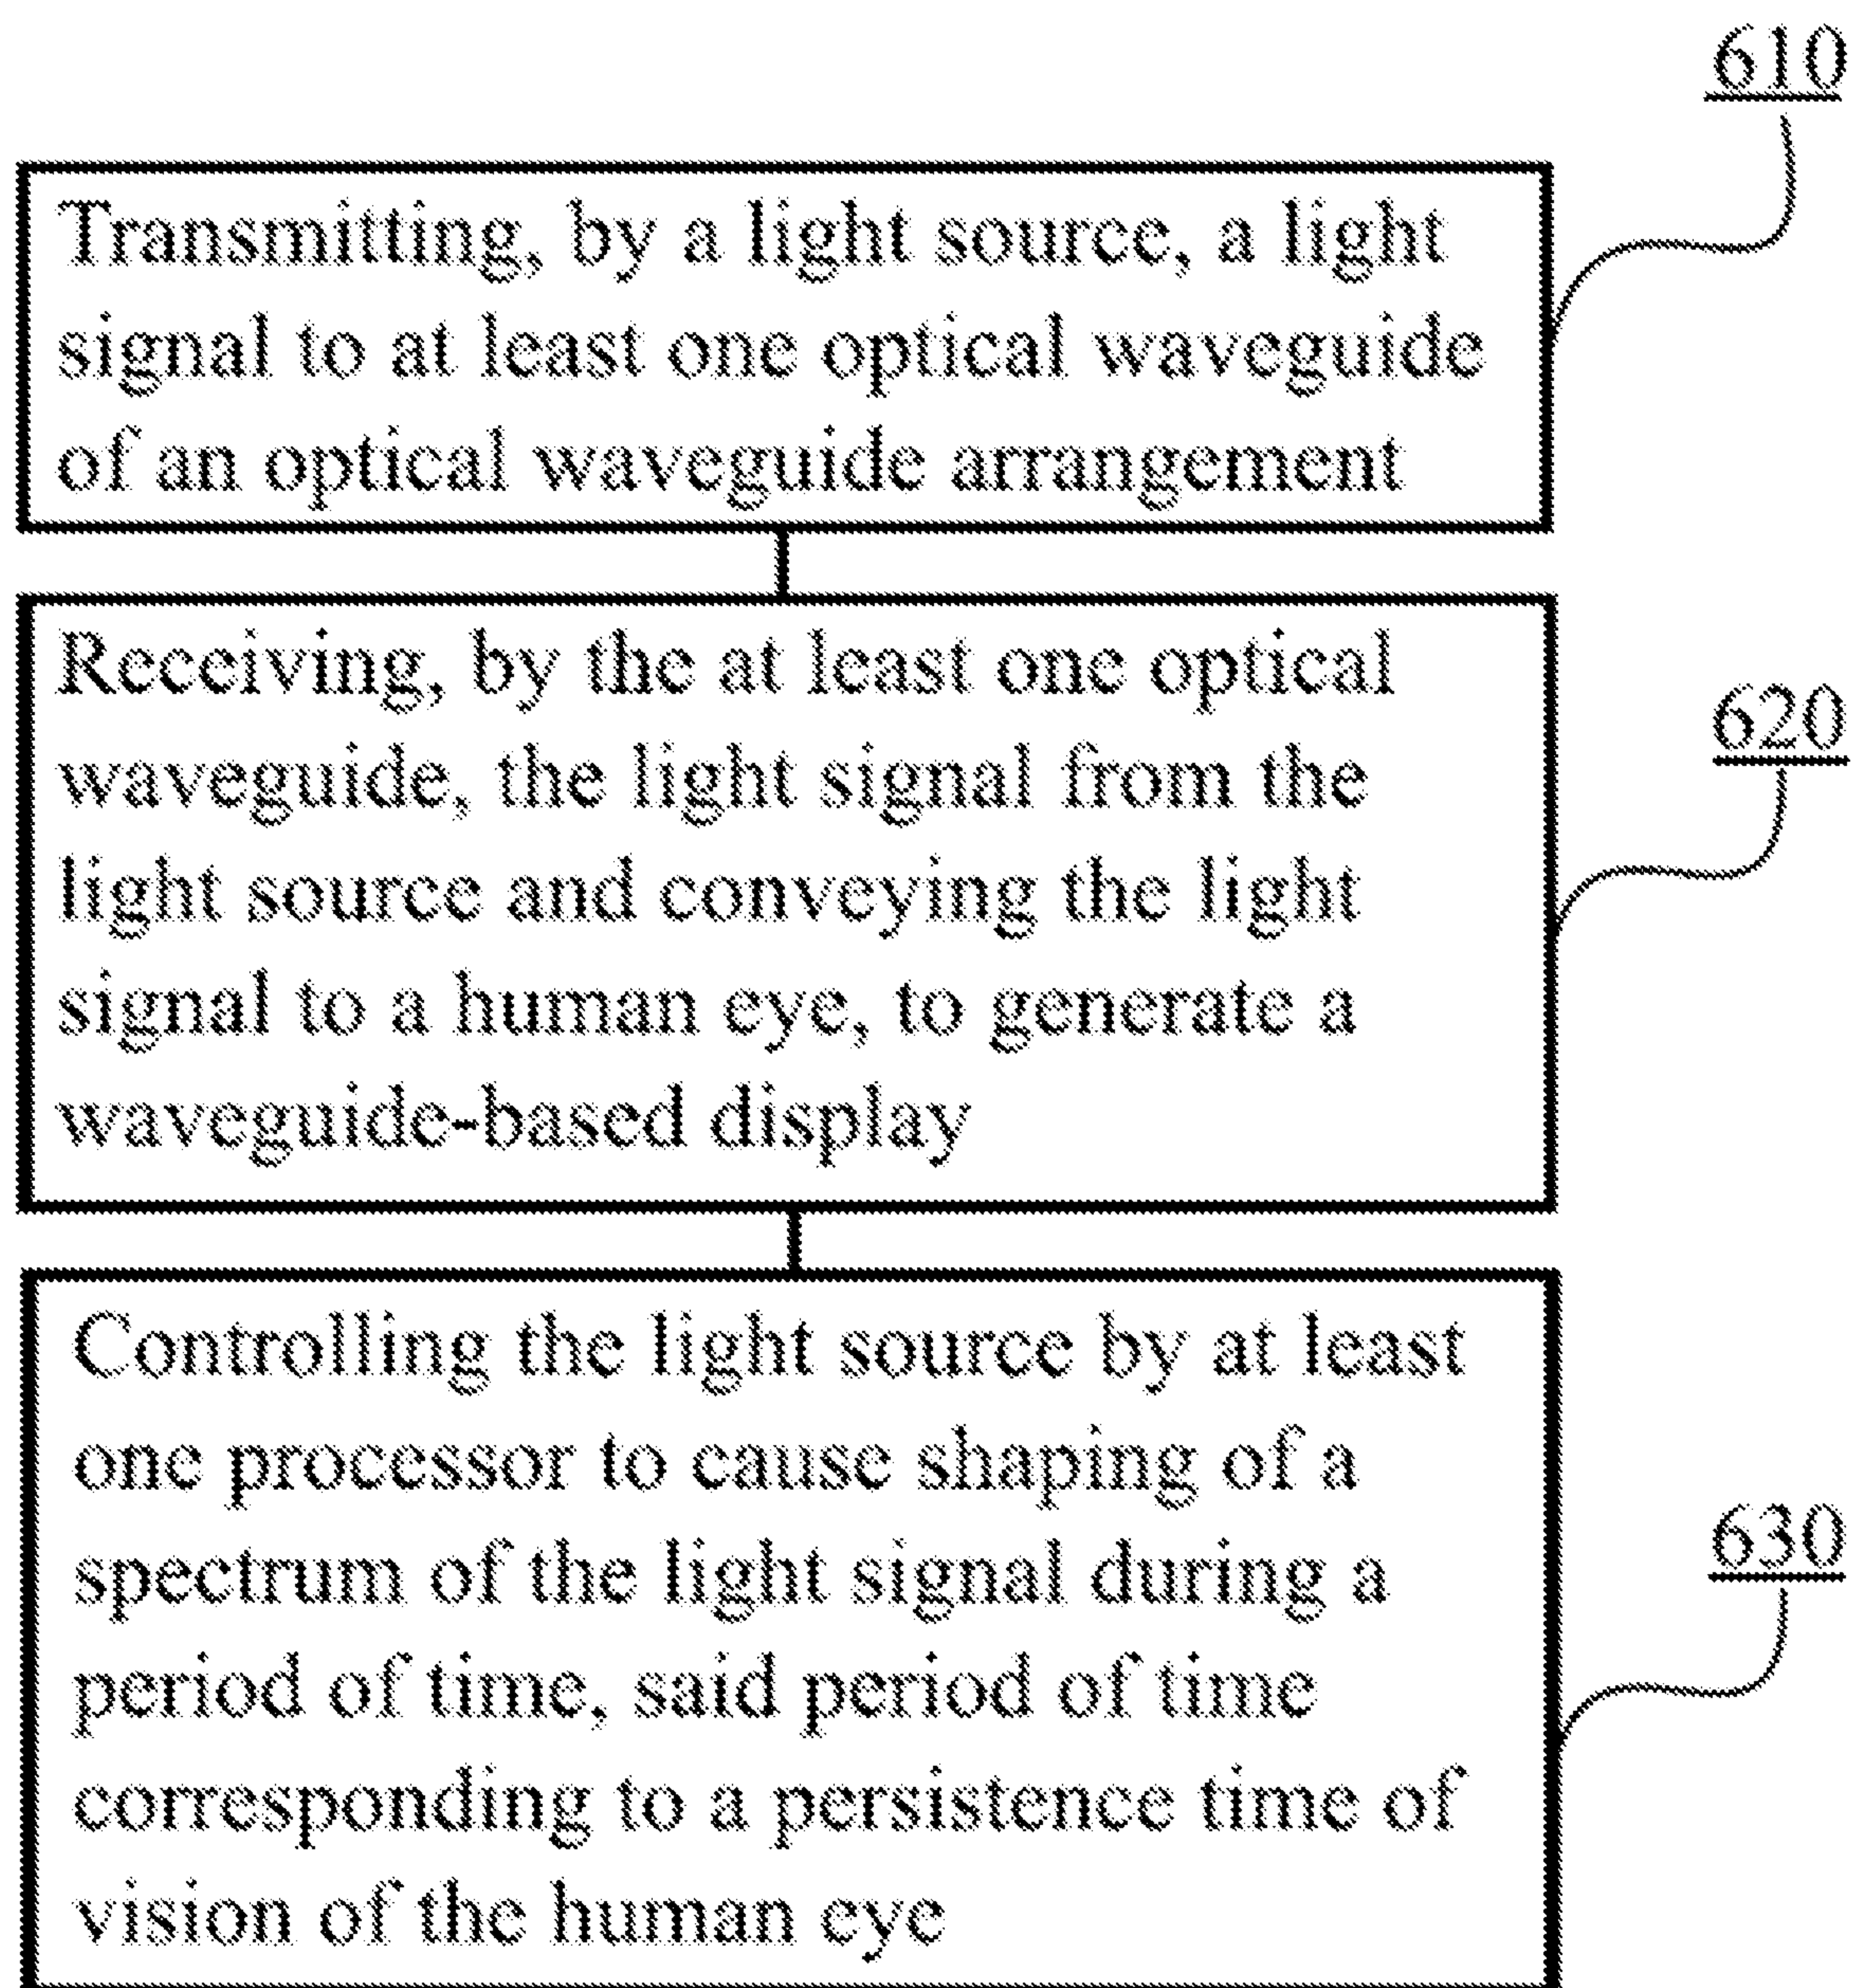 610
Transmitting, by a light source, a light
signal to at least one optical waveguide
of an optical waveguide arrangement
Receiving, by the at least one optical
waveguide, the light signal from the
light source and conveying the light
signal to a human eye, to generate a
waveguide-based display
620
Controlling the light source by at least
one processor to cause shaping of a
spectrum of the light signal during a
period of time, said period of time
corresponding to a persistence time of
vision of the human eye
630